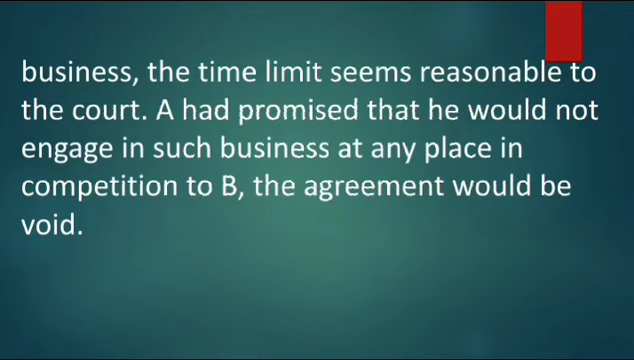 business, the time limit seems reasonable to
the court. A had promised that he would not
engage in such business at any place in
competition to B, the agreement would be
void.